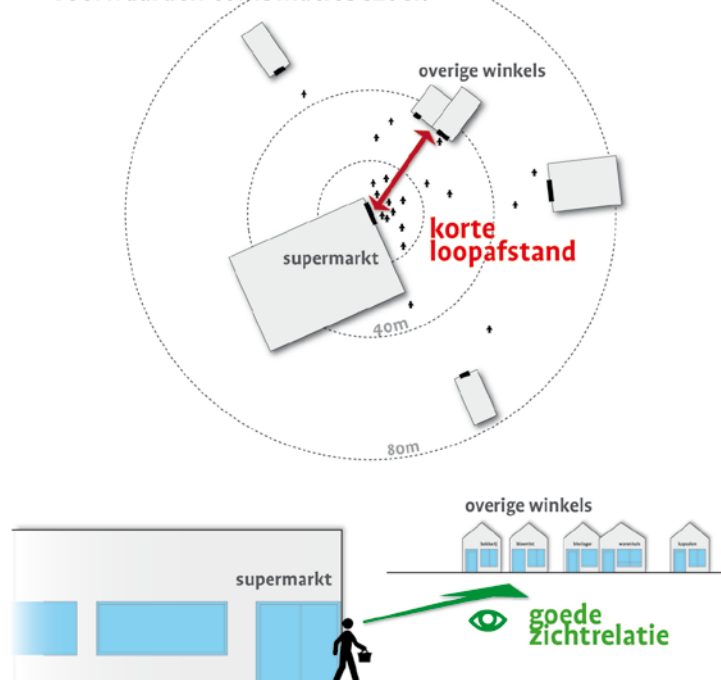 overige winkels
korte
loopafstand
supermarkt
40m
80m
overige winkels
supermarkt
goede
zichtrelatie